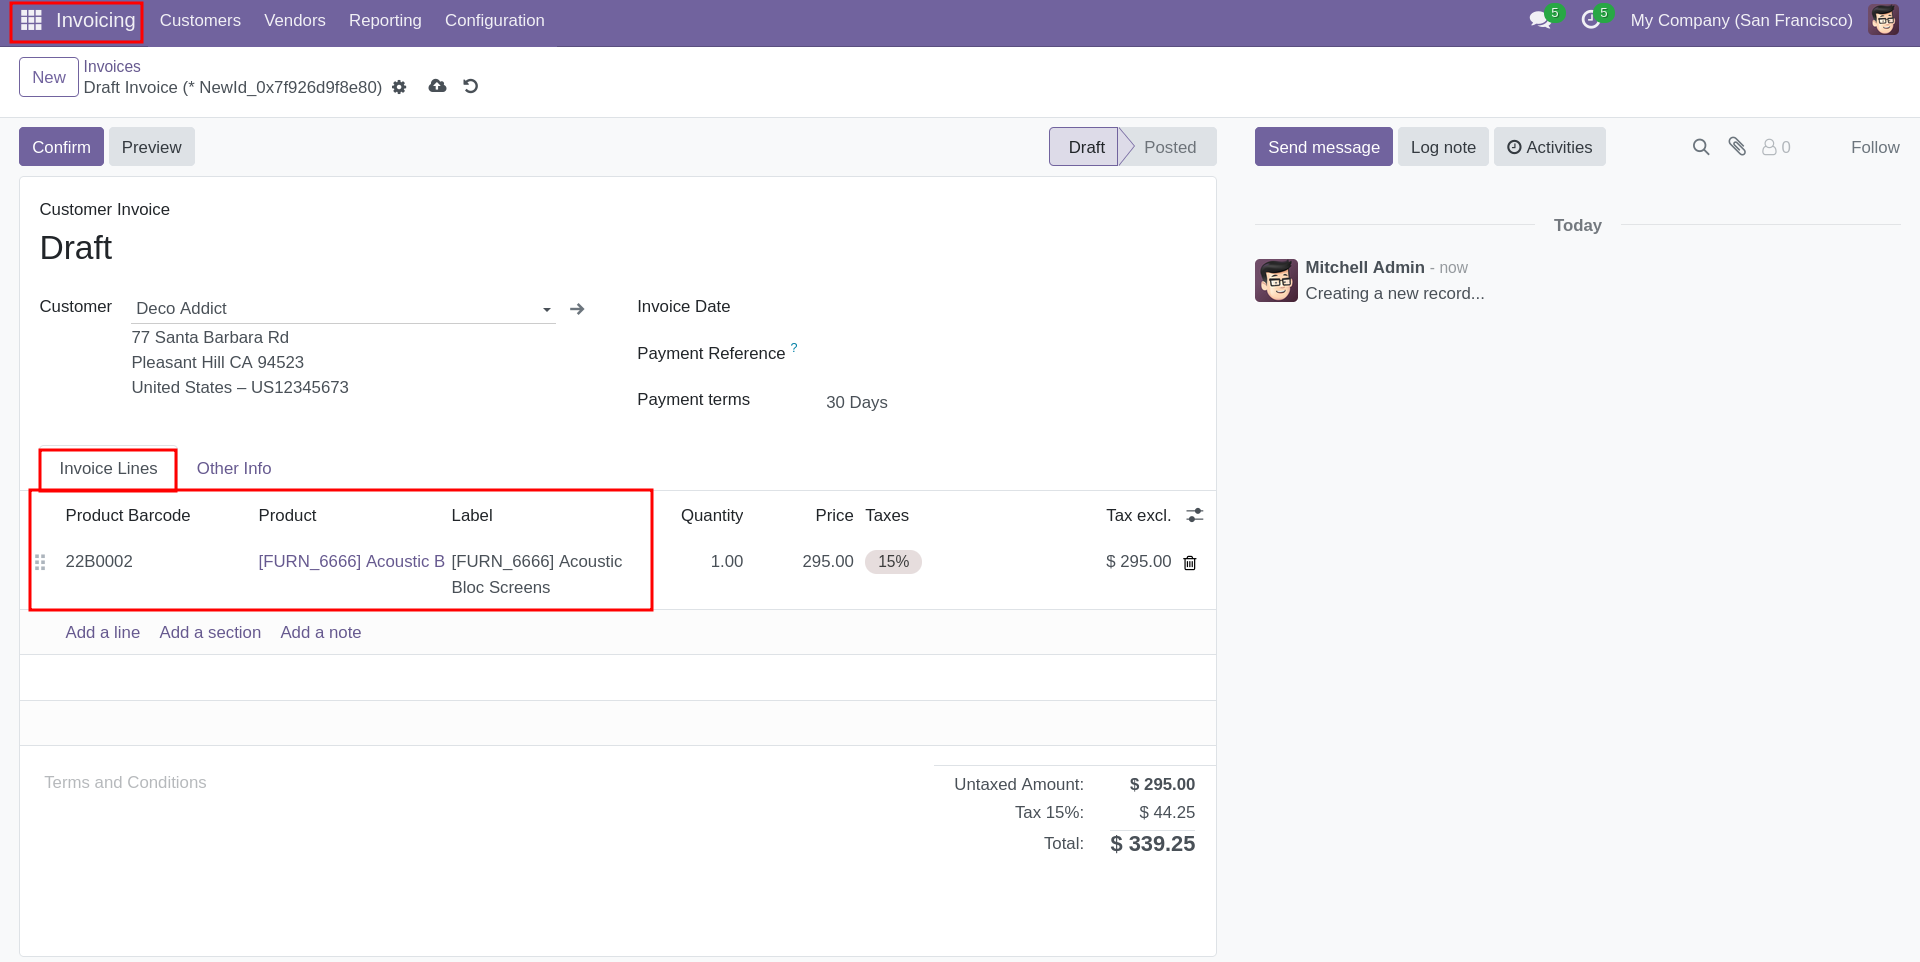 Invoicing Customers Vendors Reporting Configuration 5 5 My Company (San Francisco)
New
Invoices
Draft Invoice (* NewId_0x7f926d9f8e80)
Confirm Preview Draft Posted Send message Log note Activities 0 Follow
Customer Invoice
Draft
Customer Deco Addict
77 Santa Barbara Rd
Pleasant Hill CA 94523
United States – US12345673
Invoice Date
Payment Reference ?
Payment terms 30 Days
Today
Mitchell Admin - now
Creating a new record...
Invoice Lines Other Info
Product Barcode Product Label Quantity Price Taxes Tax excl.
22B0002 [FURN_6666] Acoustic B [FURN_6666] Acoustic 1.00 295.00 15% $ 295.00
Bloc Screens
Add a line Add a section Add a note
Terms and Conditions
Untaxed Amount: $ 295.00
Tax 15%: $ 44.25
Total: $ 339.25